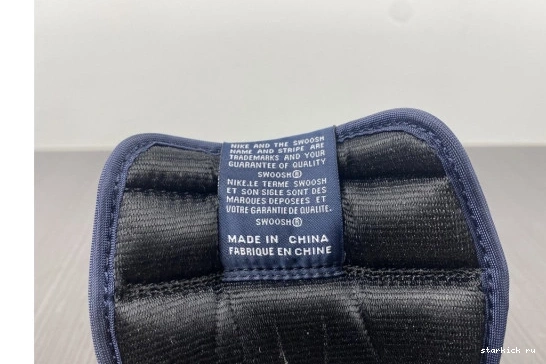 NIKE AND THE SWOOSH
NAME AND STRIPE ARE
TRADEMARKS AND YOUR
GUARANTEE OF QUALITY
SWOOSH®
NIKE.LE TERME SWOOSH
ET SON SIGLE SONT DES
MARQUES DEPOSEES ET
VOTRE GARANTIE DE QUALITE.
SWOOSH®
MADE IN CHINA
FABRIQUE EN CHINE
starkick ru